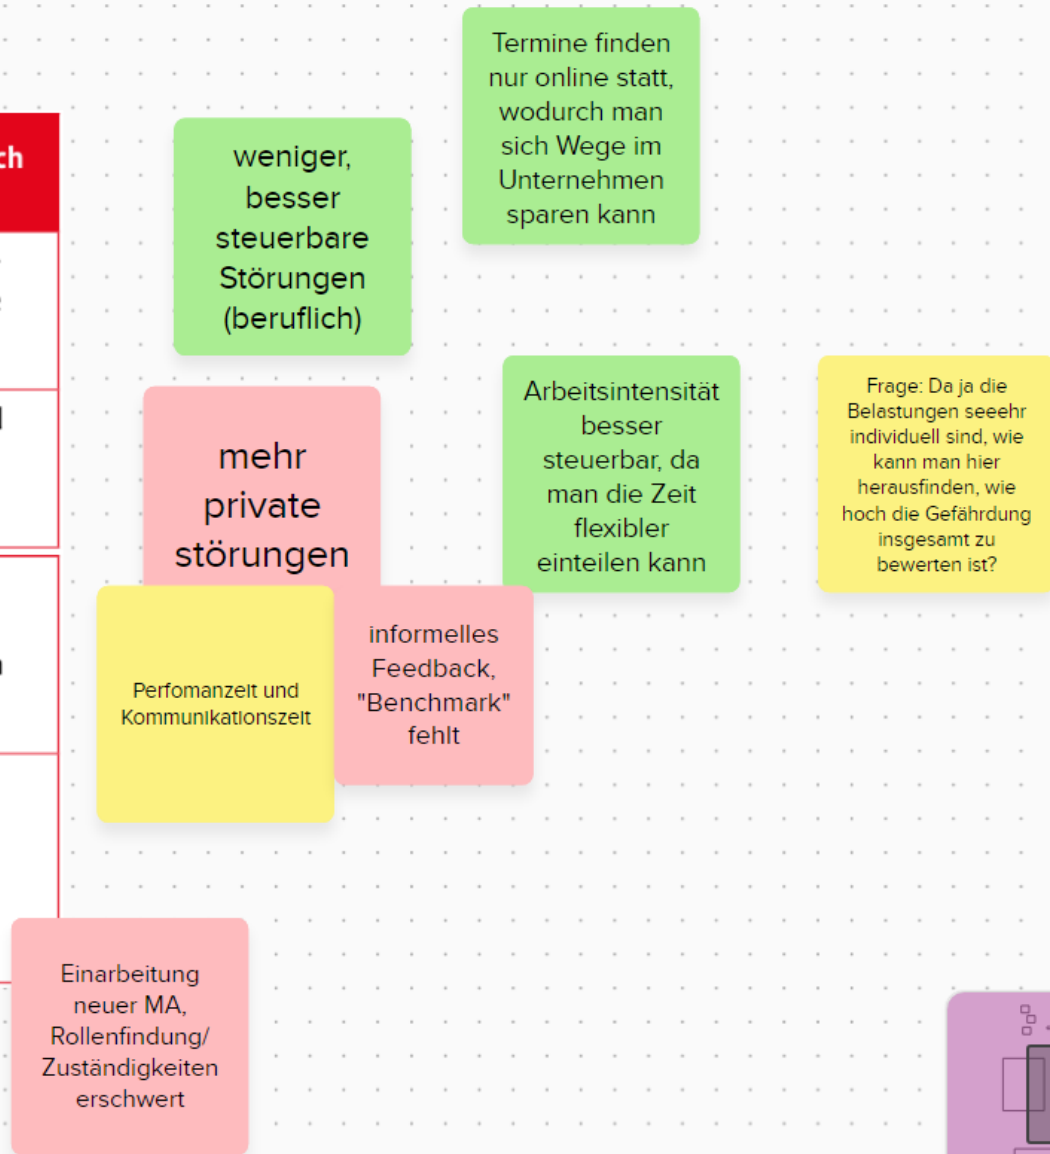 Termine finden
nur online statt,
wodurch man
sich Wege im
Unternehmen
sparen kann
weniger,
besser
steuerbare
Störungen
(beruflich)
Arbeitsintensität
besser
steuerbar, da
man die Zeit
flexibler
einteilen kann
Frage: Da ja die
Belastungen seeehr
individuell sind, wie
kann man hier
herausfinden, wie
hoch die Gefährdung
insgesamt zu
bewerten ist?
mehr
private
störungen
informelles
Feedback,
"Benchmark"
fehlt
Perfomanzeit und
Kommunikationszeit
Einarbeitung
neuer MA,
Rollenfindung/
Zuständigkeiten
erschwert